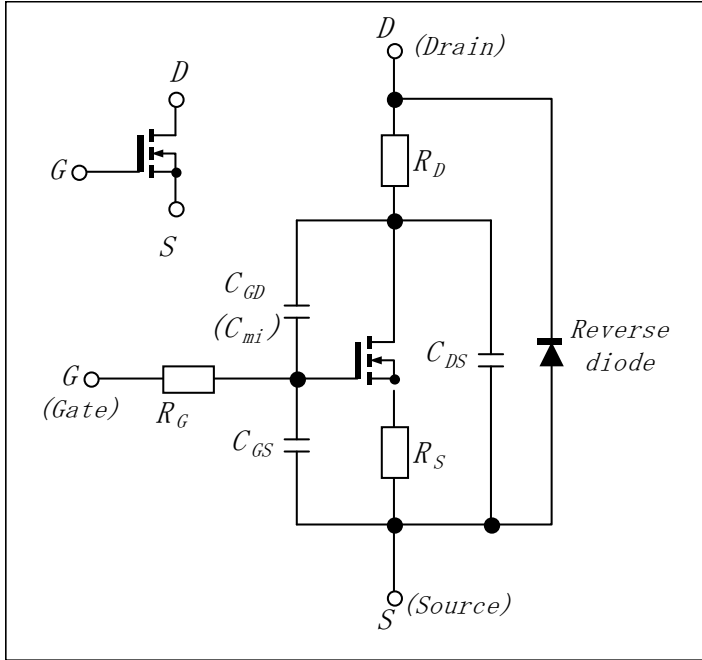 D
G
S
D (Drain)
R_D
C_GD
(C_mi)
G
(Gate)
R_G
C_GS
C_DS
R_S
Reverse
diode
S (Source)